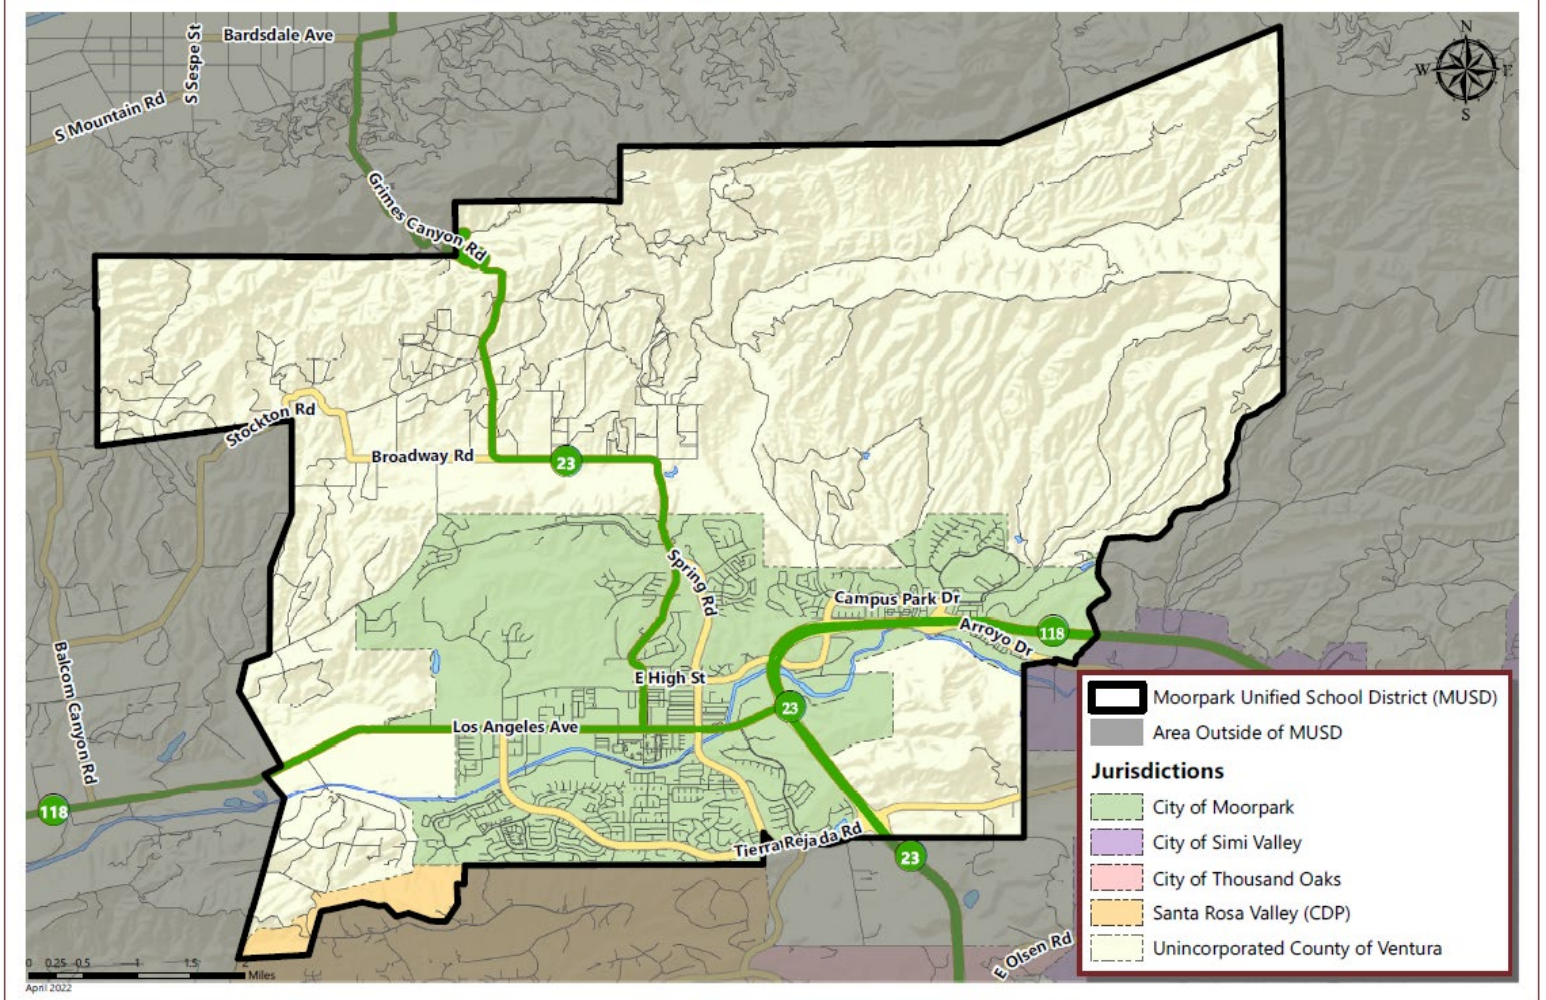 Bardsdale Ave
S Sespe St
S Mountain Rd
N
W E
S
Grimes Canyon Rd
Stockton Rd
Broadway Rd
23
Spring Rd
Campus Park Dr
Arroyo Dr
118
E High St
23
Los Angeles Ave
Balcom Canyon Rd
118
Tierra Rejada Rd
23
E Olsen Rd
Moorpark Unified School District (MUSD)
Area Outside of MUSD
Jurisdictions
City of Moorpark
City of Simi Valley
City of Thousand Oaks
Santa Rosa Valley (CDP)
Unincorporated County of Ventura
0 0.25 0.5 1 1.5 2
Miles
April 2022